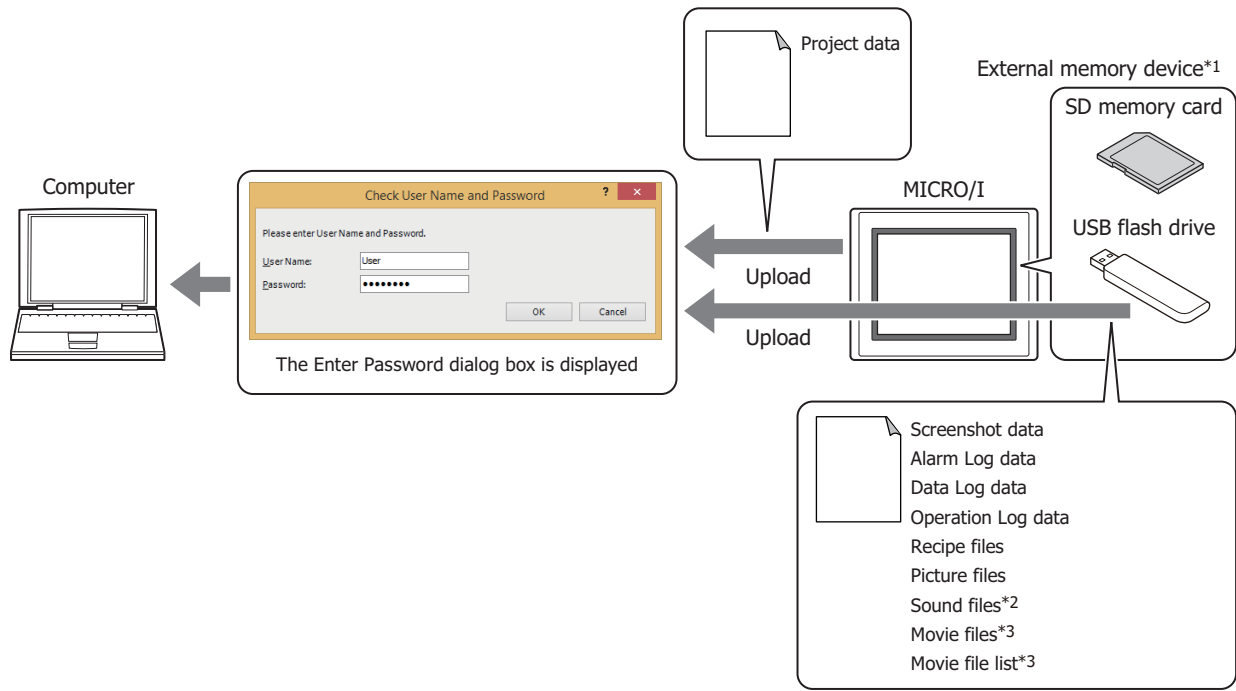 Project data
External memory device*1
SD memory card
Computer
Check User Name and Password
?
×
MICRO/I
Please enter User Name and Password.
USB flash drive
User Name:
User
Password:
••••••••
Upload
OK
Cancel
Upload
The Enter Password dialog box is displayed
Screenshot data
Alarm Log data
Data Log data
Operation Log data
Recipe files
Picture files
Sound files*2
Movie files*3
Movie file list*3